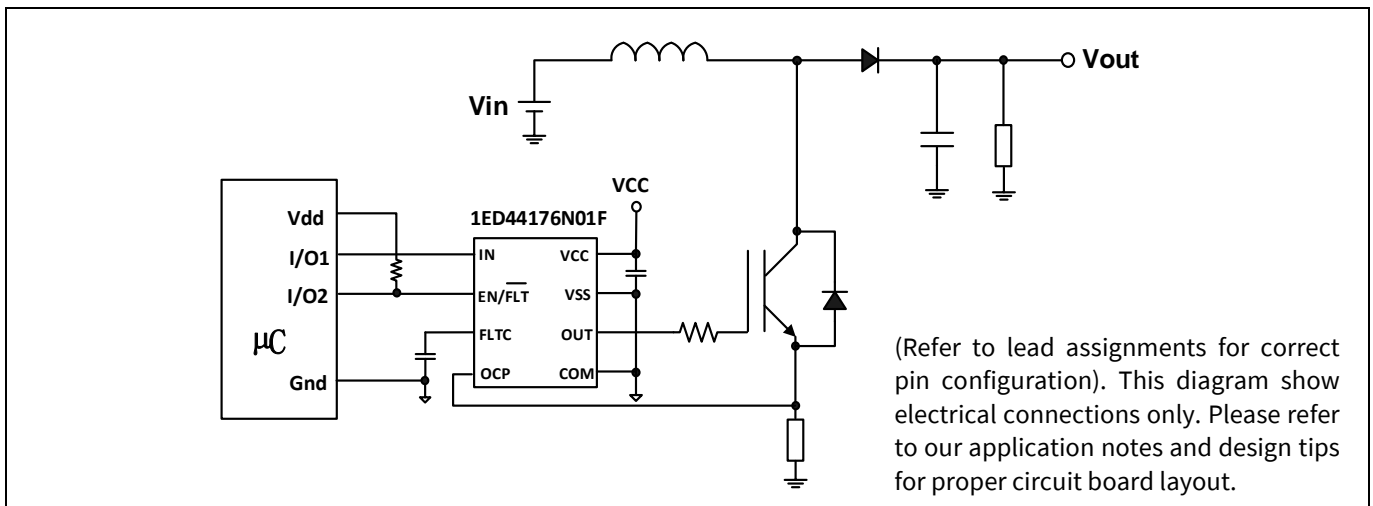 Vout
Vin
VCC
1ED44176N01F
Vdd
I/O1
I/O2
μC
Gnd
IN
EN/FLT
FLTC
OCP
VCC
VSS
OUT
COM
(Refer to lead assignments for correct
pin configuration). This diagram show
electrical connections only. Please refer
to our application notes and design tips
for proper circuit board layout.